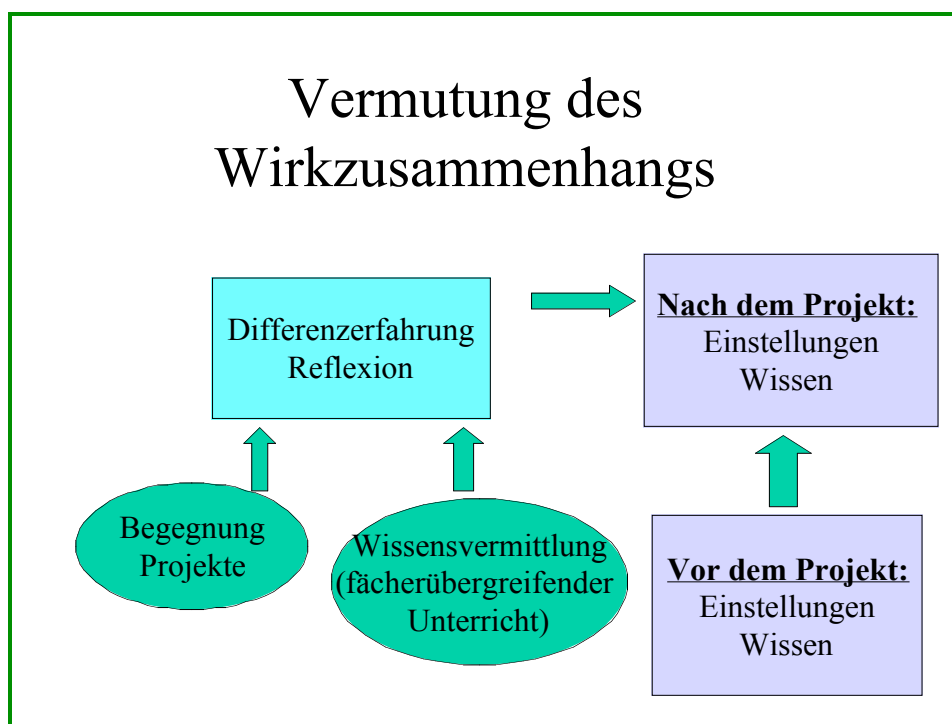 Vermutung des
Wirkzusammenhangs
Differenzerfahrung
Reflexion
Nach dem Projekt:
Einstellungen
Wissen
Begegnung
Projekte
Wissensvermittlung
(fächerübergreifender
Unterricht)
Vor dem Projekt:
Einstellungen
Wissen